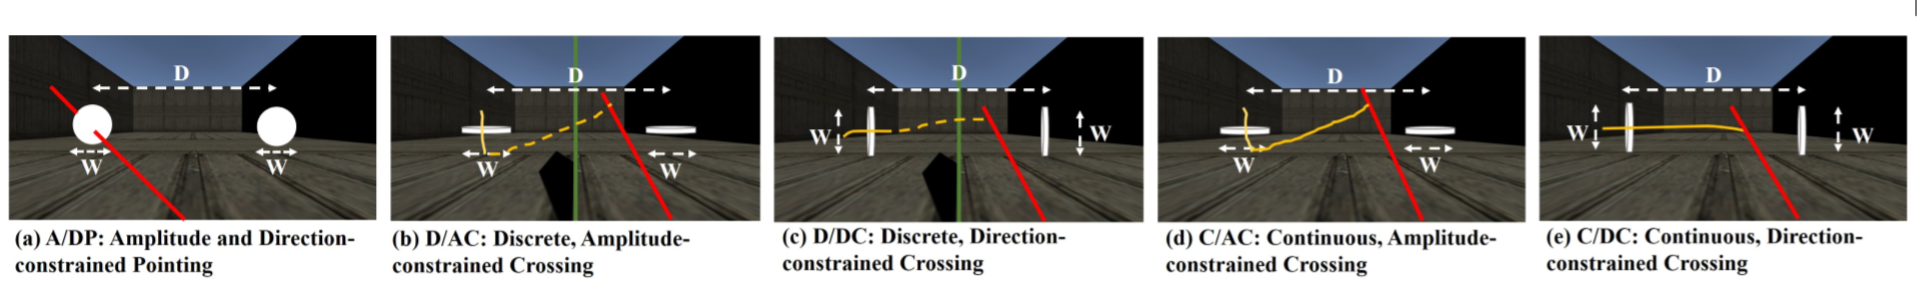 D
W
W
(a) A/DP: Amplitude and Direction-
constrained Pointing
D
W
W
(b) D/AC: Discrete, Amplitude-
constrained Crossing
D
W
W
(c) D/DC: Discrete, Direction-
constrained Crossing
D
W
W
(d) C/AC: Continuous, Amplitude-
constrained Crossing
D
W
W
(e) C/DC: Continuous, Direction-
constrained Crossing